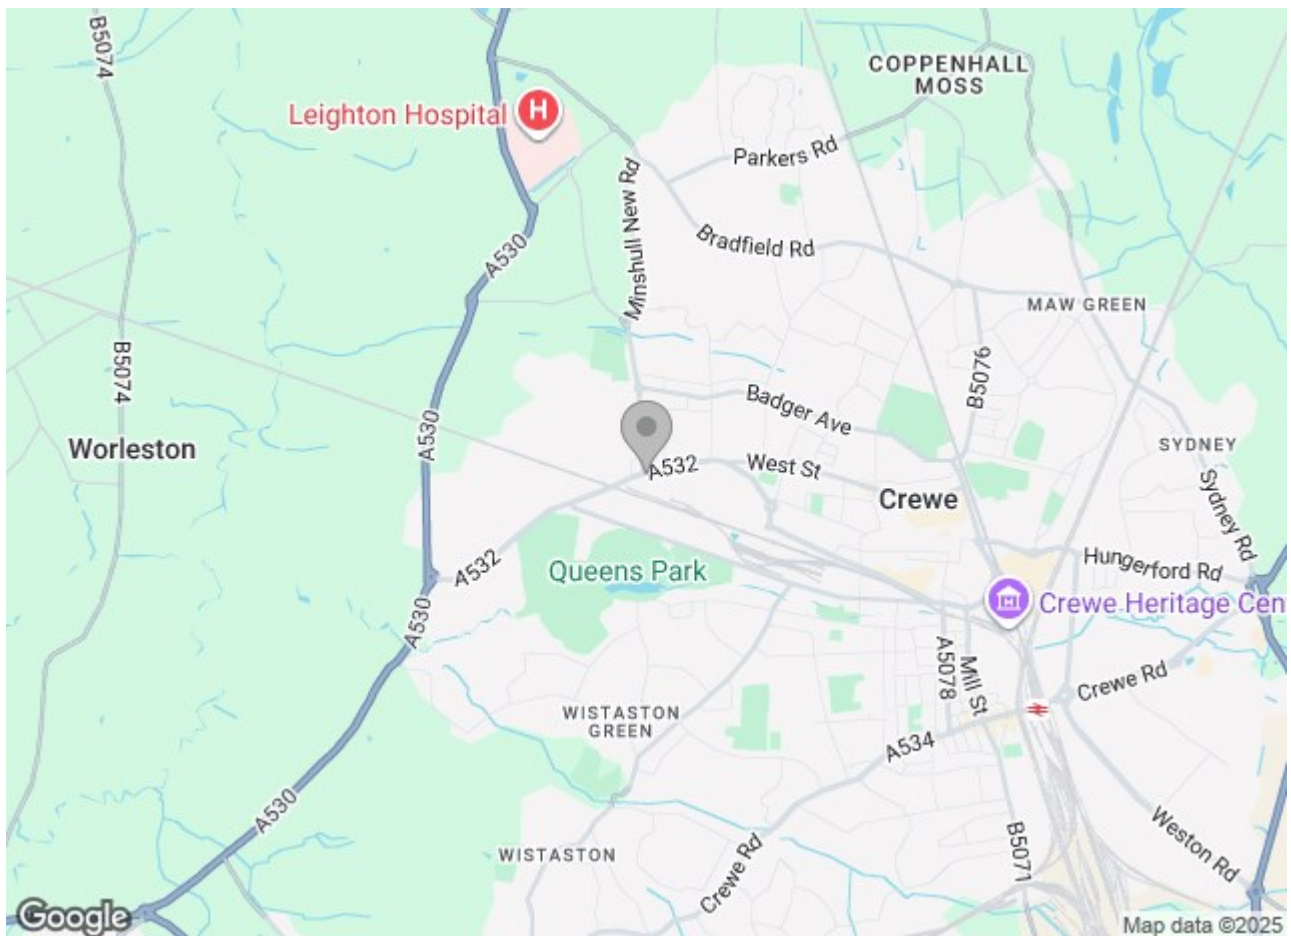 B5074
COPPENHALL
MOSS
Leighton Hospital
H
Parkers Rd
Minshull New Rd
Bradfield Rd
A530
MAW GREEN
B5074
B5076
Badger Ave
A530
Worleston
SYDNEY
A532
West St
Crewe
Sydney Rd
Queens Park
A532
Hungerford Rd
A530
Crewe Heritage Cen
A5078
Mill St
Crewe Rd
WISTASTON
GREEN
A534
A530
WISTASTON
Crewe Rd
B5071
Weston Rd
Google
Map data ©2025